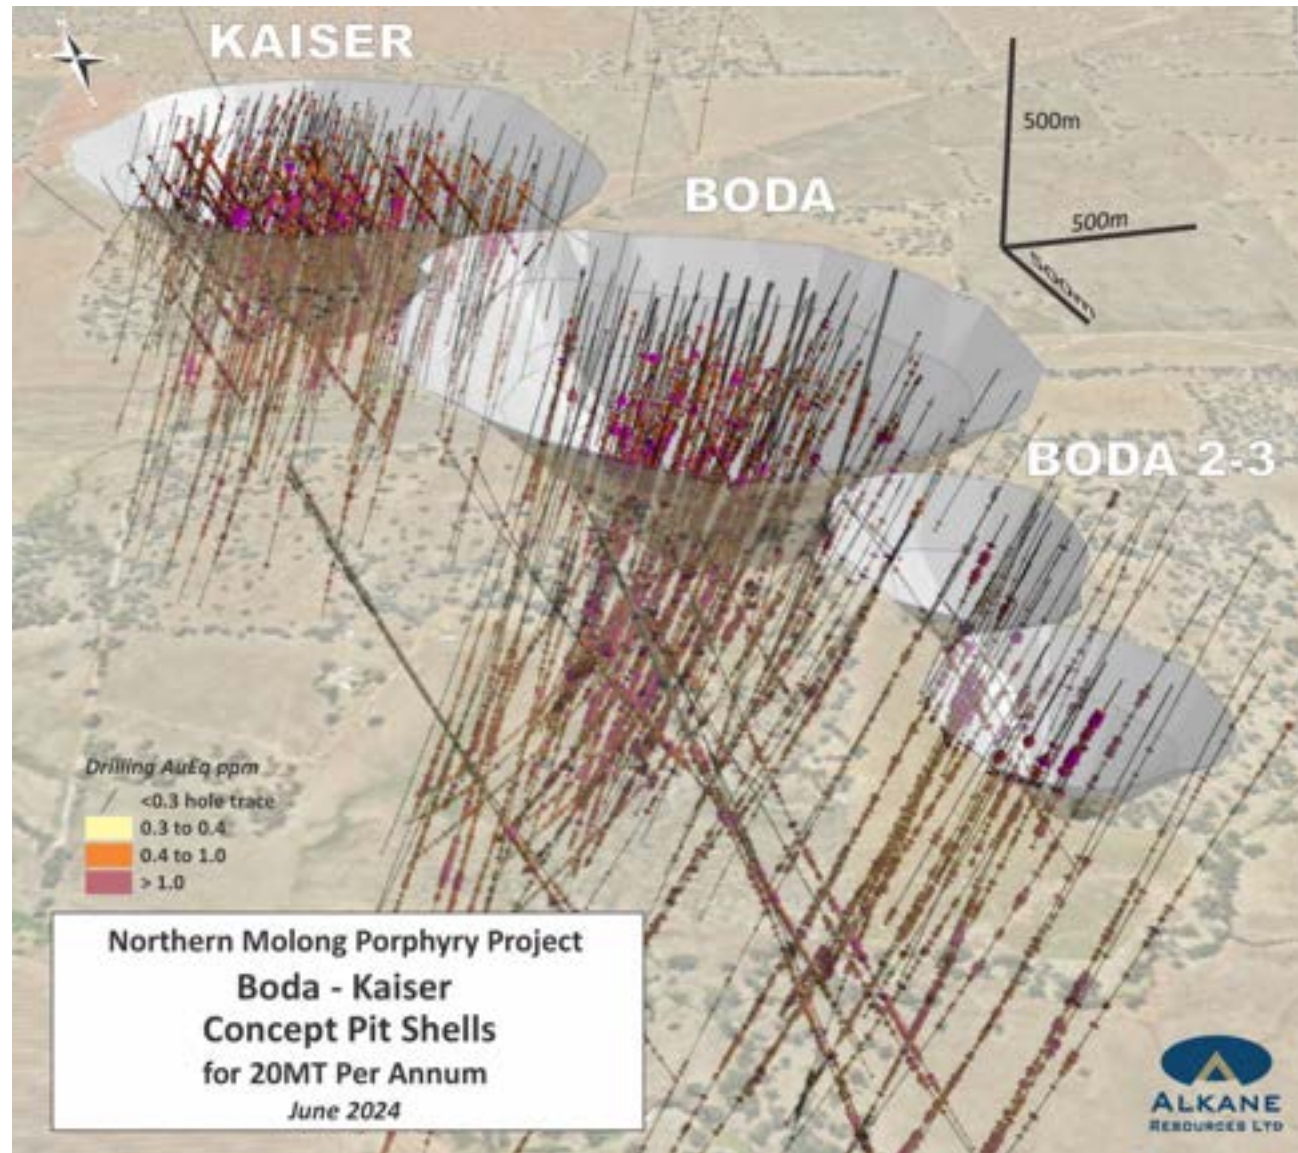 N
KAISER
BODA
500m
500m
500m
BODA 2-3
Drilling AuEq ppm
<0.3 hole trace
0.3 to 0.4
0.4 to 1.0
> 1.0
Northern Molong Porphyry Project
Boda - Kaiser
Concept Pit Shells
for 20MT Per Annum
June 2024
ALKANE
RESOURCES LTD